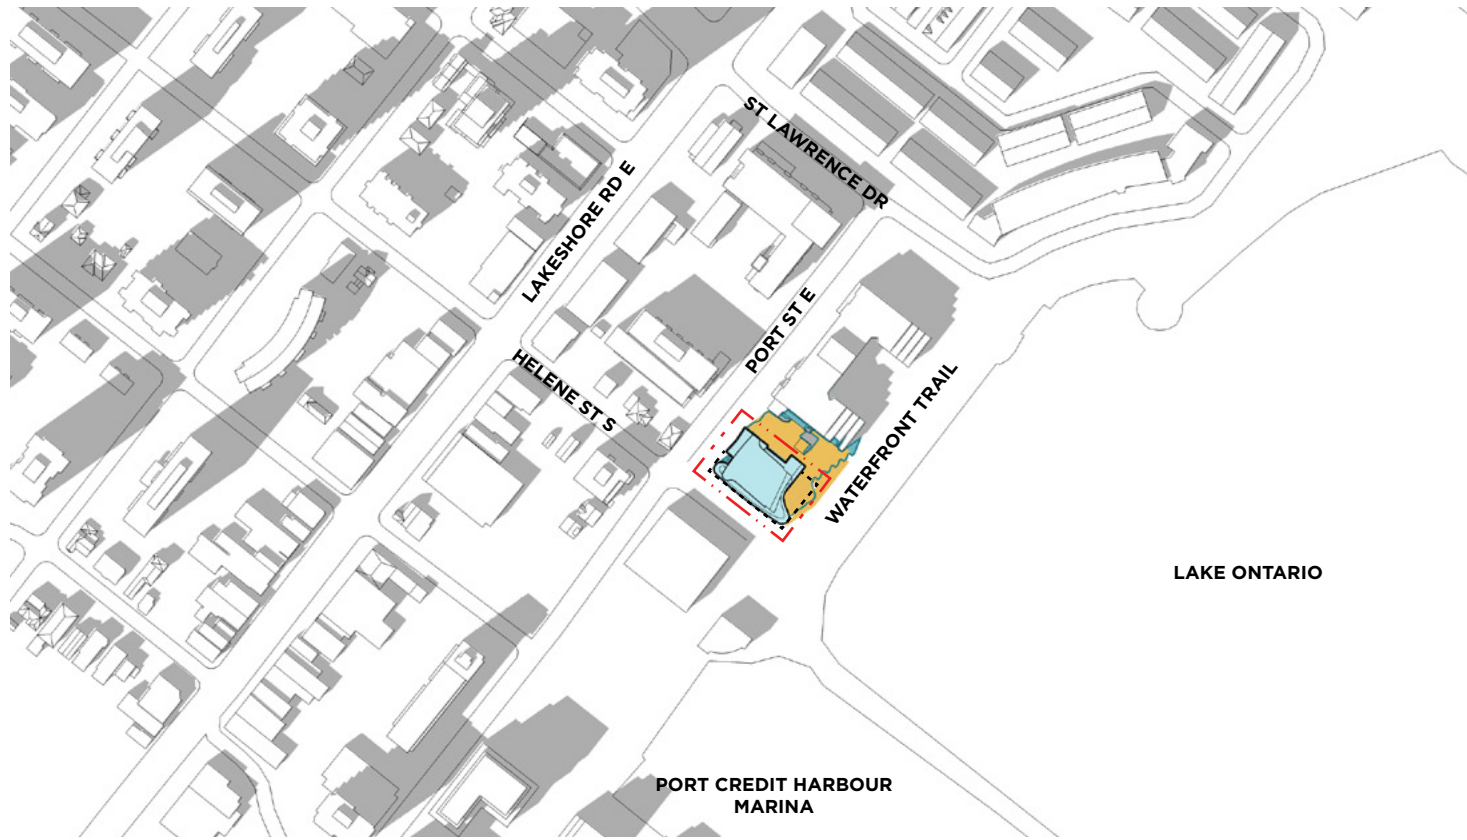 ST LAWRENCE DR
LAKESHORE RD E
PORT ST E
HELENE ST S
WATERFRONT TRAIL
LAKE ONTARIO
PORT CREDIT HARBOUR
MARINA